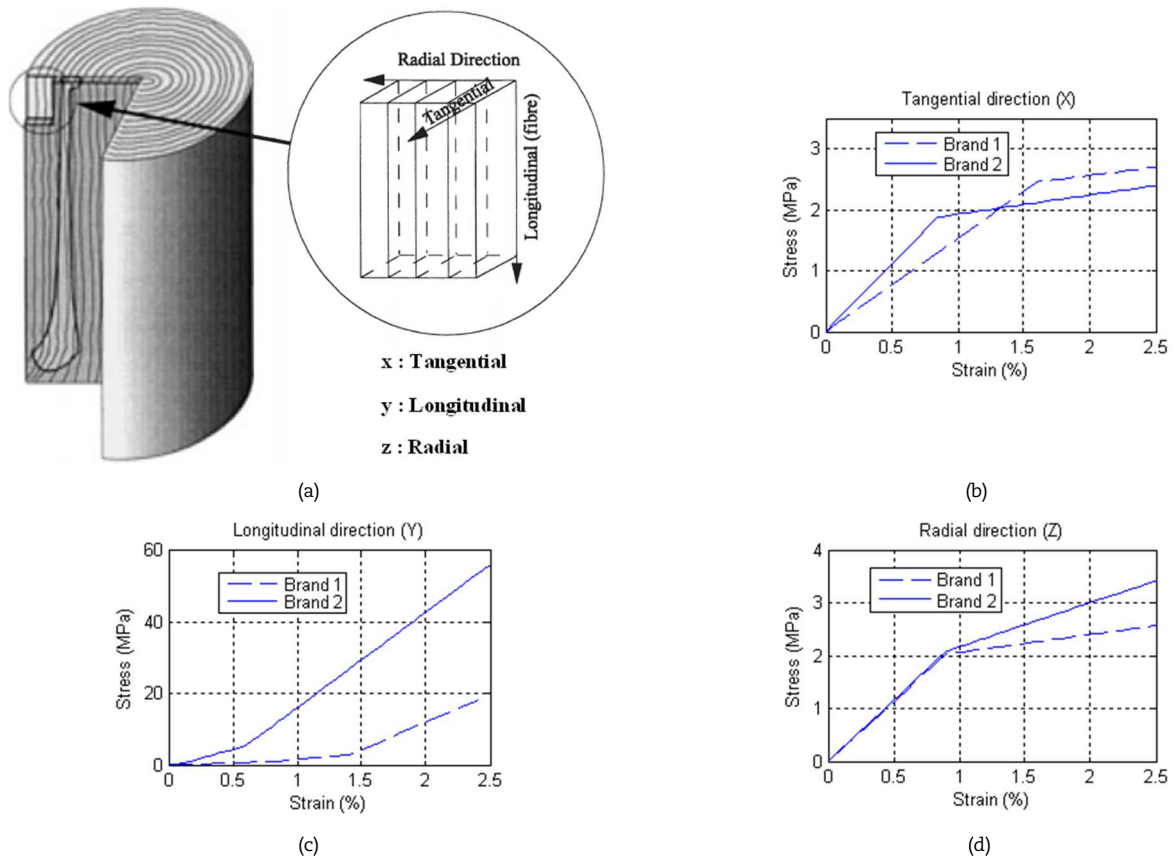 Radial Direction
Tangential
Longitudinal (fibre)
x : Tangential
y : Longitudinal
z : Radial
(a)
Tangential direction (X)
Brand 1
Brand 2
Stress (MPa)
3
2
1
0
0 1 1.5 2 2.5
Strain (%)
(b)
Longitudinal direction (Y)
Brand 1
Brand 2
Stress (MPa)
60
40
20
0
0 0.5 1 1.5 2 2.5
Strain (%)
(c)
Radial direction (Z)
Brand 1
Brand 2
Stress (MPa)
4
3
2
1
0
0 0.5 1 1.5 2 2.5
Strain (%)
(d)